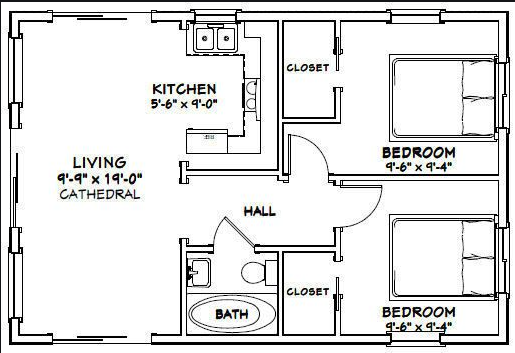 KITCHEN
5'-6" x 9'-0"
CLOSET
BEDROOM
9'-6" x 9'-4"
LIVING
9'-9" x 19'-0"
CATHEDRAL
HALL
CLOSET
BATH
BEDROOM
9'-6" x 9'-4"